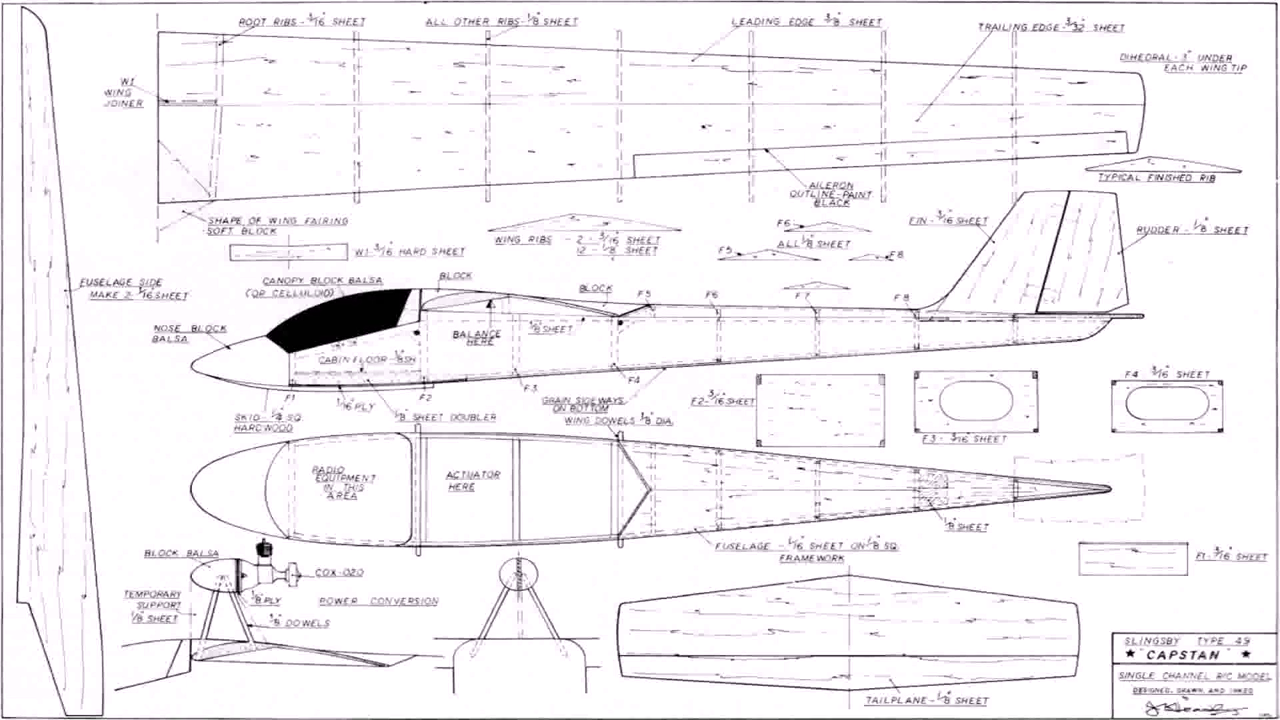 ROOT RIBS - 3/16" SHEET
ALL OTHER RIBS - 1/8" SHEET
LEADING EDGE 3/8" SHEET
TRAILING EDGE - 3/32" SHEET
DIHEDRAL - 3" UNDER
EACH WING TIP
W1
WING
JOINER
AILERON
OUTLINE - PAINT
BLACK
TYPICAL FINISHED RIB
SHAPE OF WING FAIRING
SOFT BLOCK
W1 - 3/16" HARD SHEET
WING RIBS - 2 - 3/16" SHEET
12 - 1/8" SHEET
F6
ALL 1/8" SHEET
F5
F8
FIN - 3/16" SHEET
RUDDER - 1/8" SHEET
FUSELAGE SIDE
MAKE 2 - 1/16" SHEET
CANOPY BLOCK BALSA
(OR CELLULOID)
BLOCK
BLOCK
F5
F6
F7
F8
NOSE BLOCK
BALSA
BALANCE
HERE
1/8" SHEET
CABIN FLOOR - 1/8" SH
F1
1/16" PLY
F2
F3
F4
SKID - 1/4" SQ.
HARDWOOD
1/8" SHEET DOUBLER
GRAIN SIDEWAYS
ON BOTTOM
WING DOWELS 1/8" DIA.
F2 - 3/16" SHEET
F3 - 3/16" SHEET
F4 3/16" SHEET
RADIO
EQUIPMENT
IN THIS
AREA
ACTUATOR
HERE
1/8" SHEET
FUSELAGE - 1/16" SHEET ON 1/8" SQ.
FRAMEWORK
F1 - 3/16" SHEET
BLOCK BALSA
COX - 020
TEMPORARY
SUPPORT
1/8" SHEET
1/8" PLY
1/8" DOWELS
POWER CONVERSION
TAILPLANE - 1/8" SHEET
SLINGSBY TYPE 49
★ "CAPSTAN" ★
SINGLE CHANNEL R/C MODEL
DESIGNED, DRAWN, AND INKED